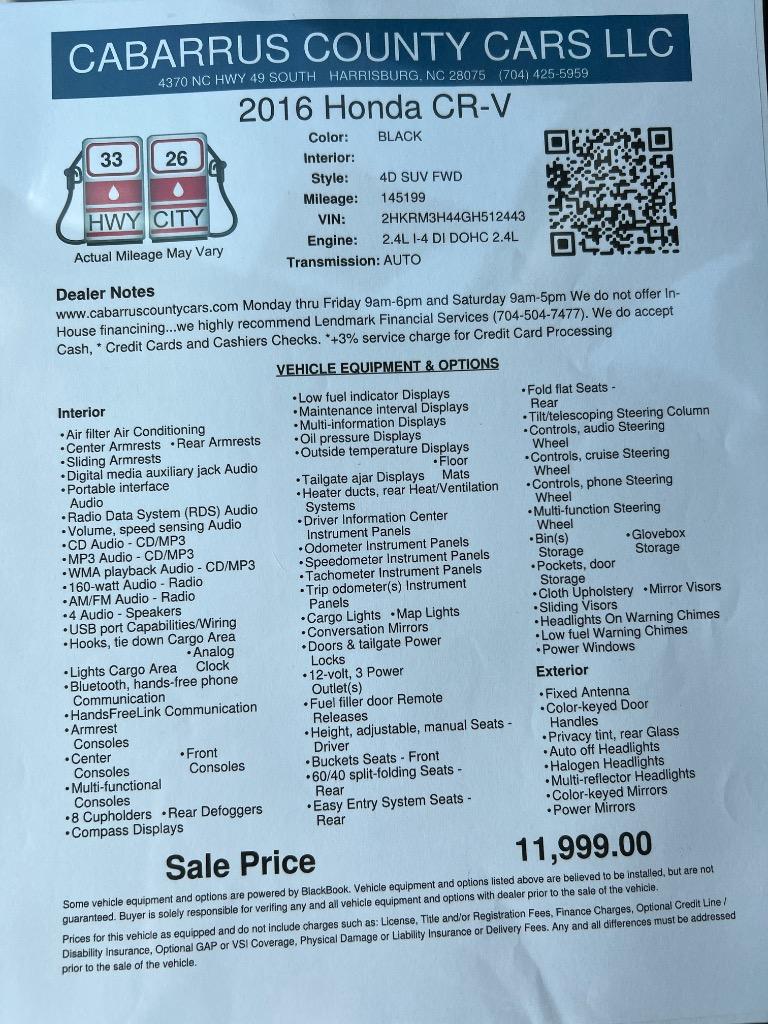 CABARRUS COUNTY CARS LLC
4370 NC HWY 49 SOUTH HARRISBURG, NC 28075 (704) 425-5959
2016 Honda CR-V
33 HWY
26 CITY
Actual Mileage May Vary
Color: BLACK
Interior:
Style: 4D SUV FWD
Mileage: 145199
VIN: 2HKRM3H44GH512443
Engine: 2.4L I-4 DI DOHC 2.4L
Transmission: AUTO
Dealer Notes
www.cabarruscountycars.com Monday thru Friday 9am-6pm and Saturday 9am-5pm We do not offer In-
House financining...we highly recommend Lendmark Financial Services (704-504-7477). We do accept
Cash, * Credit Cards and Cashiers Checks. *+3% service charge for Credit Card Processing
VEHICLE EQUIPMENT & OPTIONS
Interior
•Air filter Air Conditioning
•Center Armrests •Rear Armrests
•Sliding Armrests
•Digital media auxiliary jack Audio
•Portable interface
Audio
•Radio Data System (RDS) Audio
•Volume, speed sensing Audio
•CD Audio - CD/MP3
•MP3 Audio - CD/MP3
•WMA playback Audio - CD/MP3
•160-watt Audio - Radio
•AM/FM Audio - Radio
•4 Audio - Speakers
•USB port Capabilities/Wiring
•Hooks, tie down Cargo Area
•Analog
•Lights Cargo Area Clock
•Bluetooth, hands-free phone
Communication
•HandsFreeLink Communication
•Armrest
Consoles
•Center •Front
Consoles Consoles
•Multi-functional
Consoles
•8 Cupholders •Rear Defoggers
•Compass Displays
•Low fuel indicator Displays
•Maintenance interval Displays
•Multi-information Displays
•Oil pressure Displays
•Outside temperature Displays
•Floor
•Tailgate ajar Displays Mats
•Heater ducts, rear Heat/Ventilation
Systems
•Driver Information Center
Instrument Panels
•Odometer Instrument Panels
•Speedometer Instrument Panels
•Tachometer Instrument Panels
•Trip odometer(s) Instrument
Panels
•Cargo Lights •Map Lights
•Conversation Mirrors
•Doors & tailgate Power
Locks
•12-volt, 3 Power
Outlet(s)
•Fuel filler door Remote
Releases
•Height, adjustable, manual Seats -
Driver
•Buckets Seats - Front
•60/40 split-folding Seats -
Rear
•Easy Entry System Seats -
Rear
•Fold flat Seats -
Rear
•Tilt/telescoping Steering Column
•Controls, audio Steering
Wheel
•Controls, cruise Steering
Wheel
•Controls, phone Steering
Wheel
•Multi-function Steering
Wheel
•Bin(s) •Glovebox
Storage Storage
•Pockets, door
Storage
•Cloth Upholstery •Mirror Visors
•Sliding Visors
•Headlights On Warning Chimes
•Low fuel Warning Chimes
•Power Windows
Exterior
•Fixed Antenna
•Color-keyed Door
Handles
•Privacy tint, rear Glass
•Auto off Headlights
•Halogen Headlights
•Multi-reflector Headlights
•Color-keyed Mirrors
•Power Mirrors
Sale Price 11,999.00
Some vehicle equipment and options are powered by BlackBook. Vehicle equipment and options listed above are believed to be installed, but are not
guaranteed. Buyer is solely responsible for verifing any and all vehicle equipment and options with dealer prior to the sale of the vehicle.
Prices for this vehicle as equipped and do not include charges such as: License, Title and/or Registration Fees, Finance Charges, Optional Credit Line /
Disability Insurance, Optional GAP or VSI Coverage, Physical Damage or Liability Insurance or Delivery Fees. Any and all differences must be addressed
prior to the sale of the vehicle.